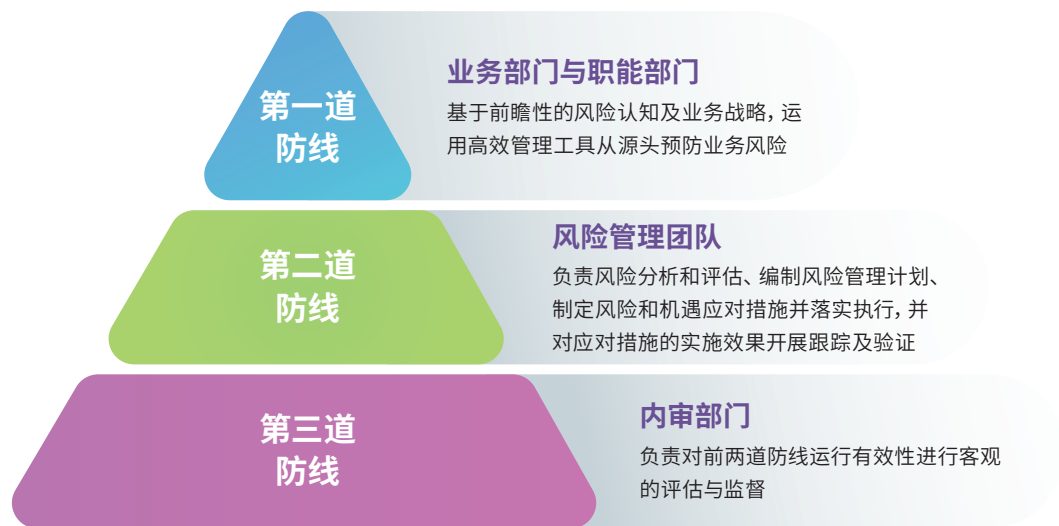 第一道
防线
业务部门与职能部门
基于前瞻性的风险认知及业务战略，运
用高效管理工具从源头预防业务风险
第二道
防线
风险管理团队
负责风险分析和评估、编制风险管理计划、
制定风险和机遇应对措施并落实执行，并
对应对措施的实施效果开展跟踪及验证
第三道
防线
内审部门
负责对前两道防线运行有效性进行客观
的评估与监督